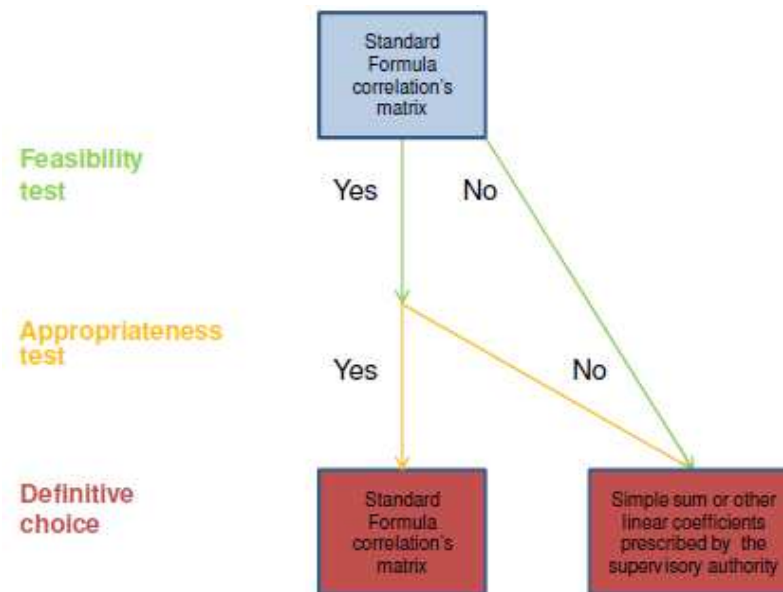 Standard
Formula
correlation's
matrix
Feasibility
test
Yes
No
Appropriateness
test
Yes
No
Definitive
choice
Standard
Formula
correlation's
matrix
Simple sum or other
linear coefficients
prescribed by the
supervisory authority